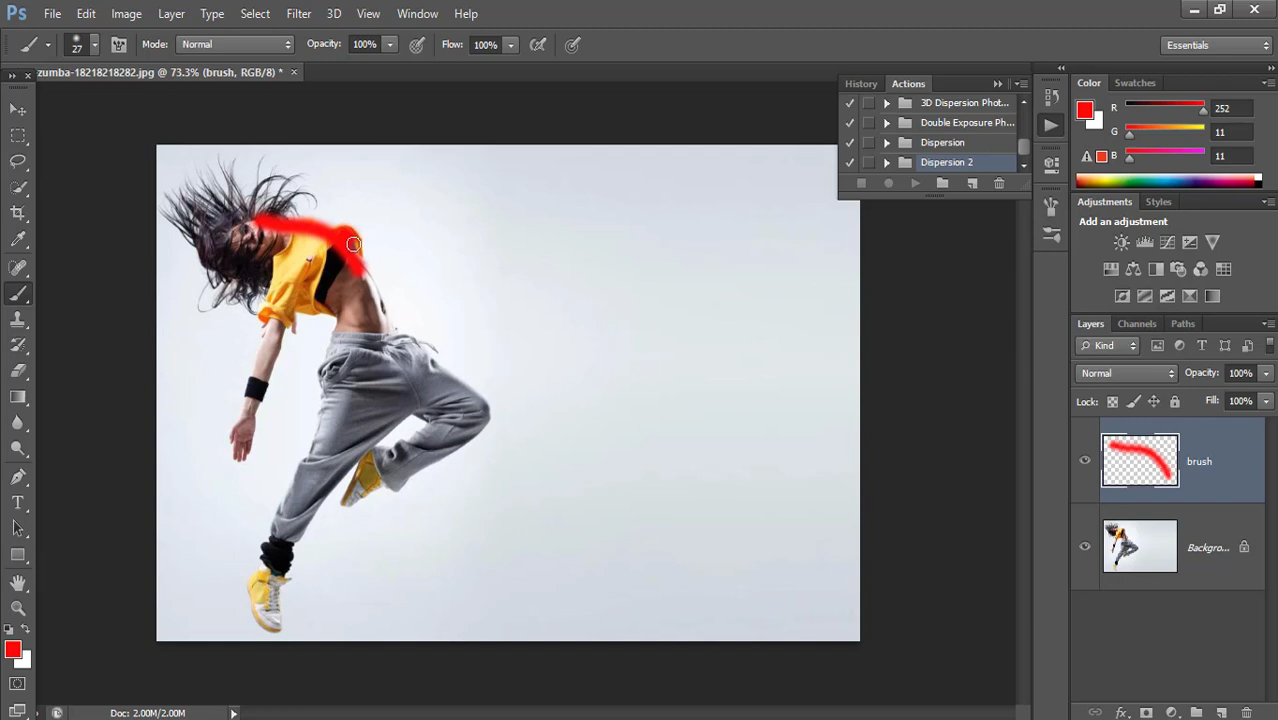 Ps File Edit Image Layer Type Select Filter 3D View Window Help
27 Mode: Normal Opacity: 100% Flow: 100% Essentials
zumba-18218218282.jpg @ 73.3% (brush, RGB/8) * ×
History Actions
3D Dispersion Phot...
Double Exposure Ph...
Dispersion
Dispersion 2
Color Swatches
R 252
G 11
B 11
Adjustments Styles
Add an adjustment
Layers Channels Paths
Kind
Normal Opacity: 100%
Lock: Fill: 100%
brush
Backgro...
fx
Doc: 2.00M/2.00M